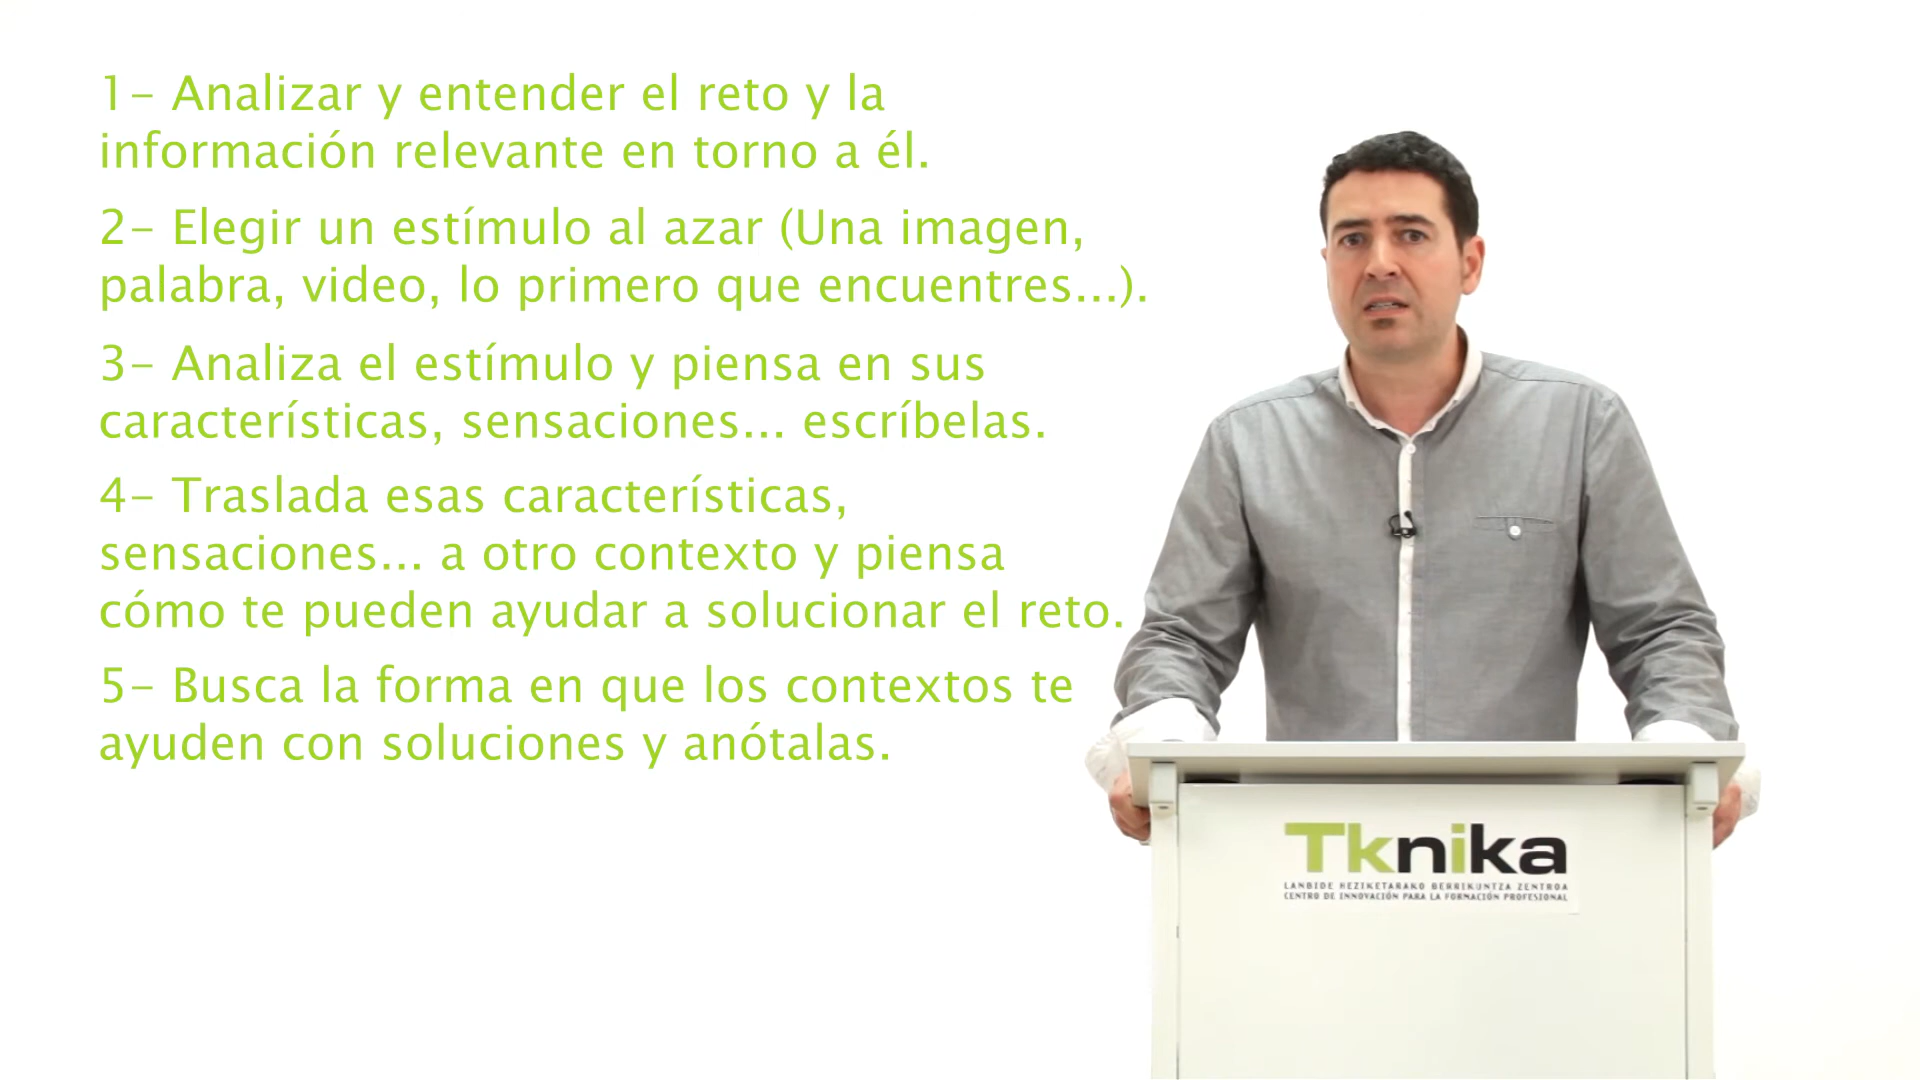 1- Analizar y entender el reto y la
información relevante en torno a él.
2- Elegir un estímulo al azar (Una imagen,
palabra, video, lo primero que encuentres...).
3- Analiza el estímulo y piensa en sus
características, sensaciones... escríbelas.
4- Traslada esas características,
sensaciones... a otro contexto y piensa
cómo te pueden ayudar a solucionar el reto.
5- Busca la forma en que los contextos te
ayuden con soluciones y anótalas.
Tknika
LANBIDE HEZIKETARAKO BERRIKUNTZA ZENTROA
CENTRO DE INNOVACIÓN PARA LA FORMACIÓN PROFESIONAL